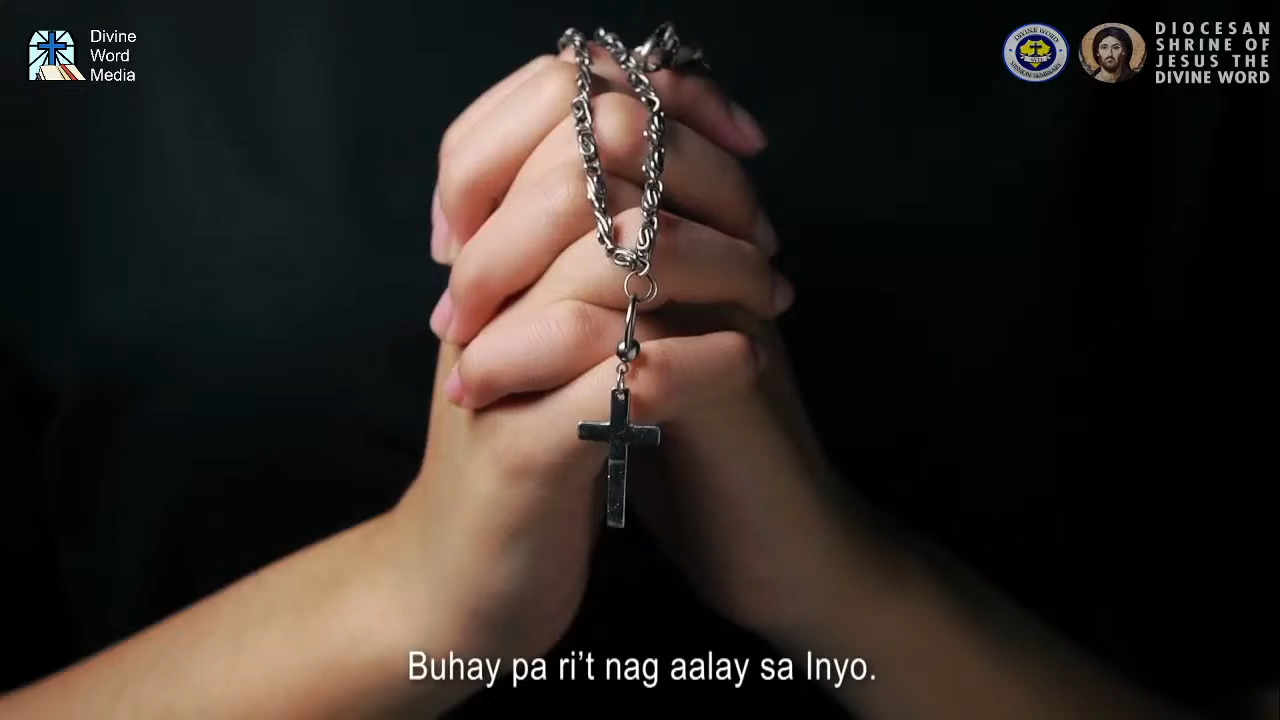 Divine
Word
Media
DIOCESAN
SHRINE OF
JESUS THE
DIVINE WORD
Buhay pa ri't nag aalay sa Inyo.